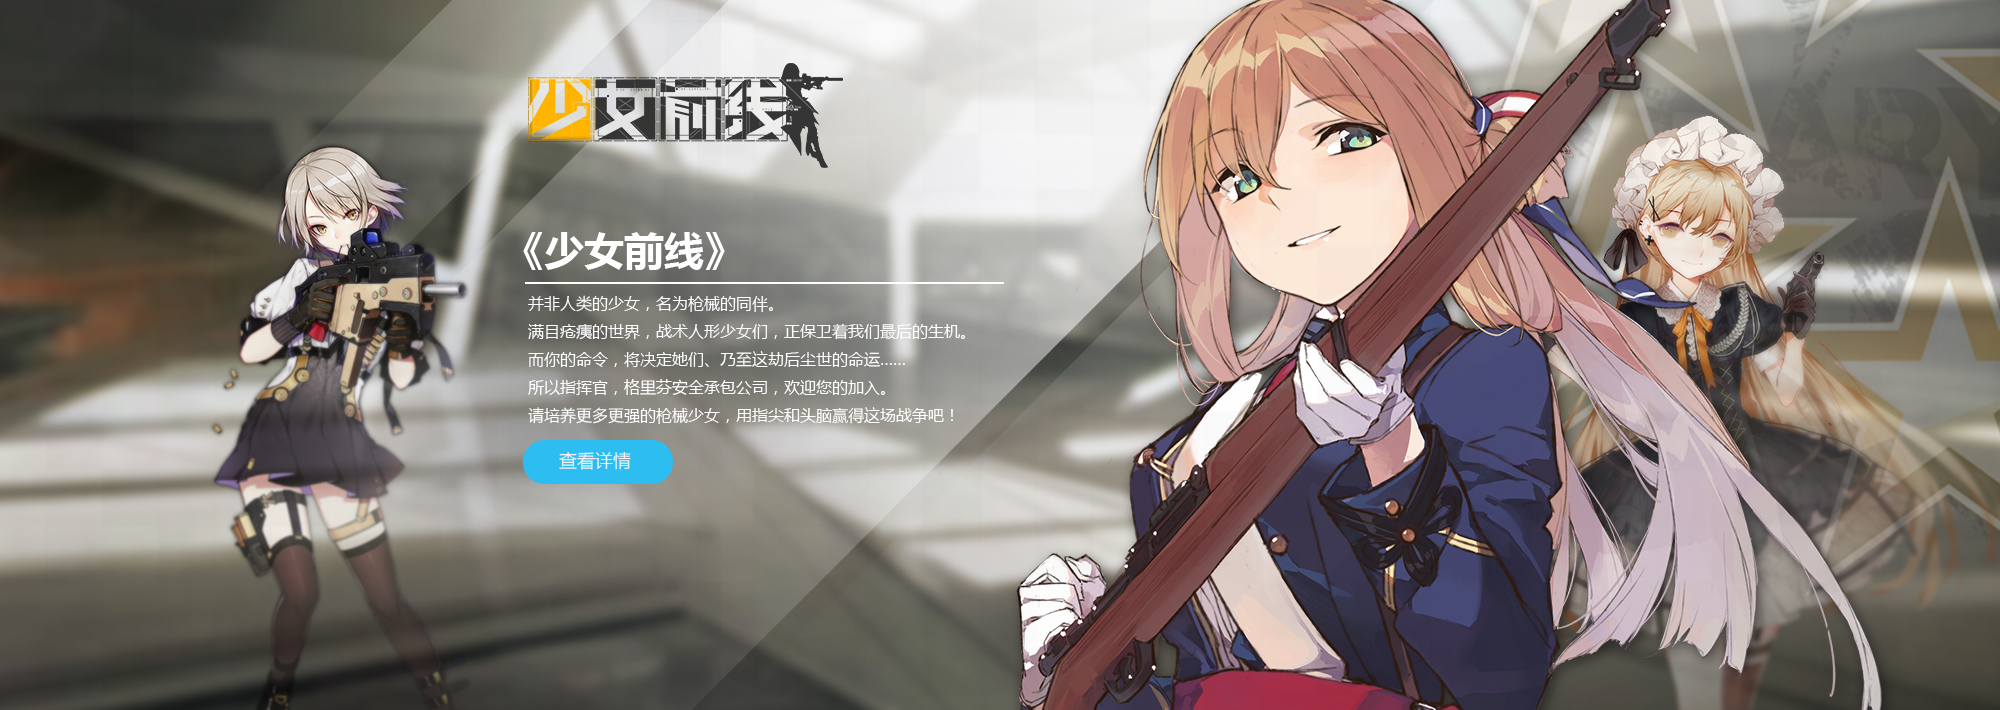 少女前线
《少女前线》
并非人类的少女，名为枪械的同伴。
满目疮痍的世界，战术人形少女们，正保卫着我们最后的生机。
而你的命令，将决定她们、乃至这劫后尘世的命运......
所以指挥官，格里芬安全承包公司，欢迎您的加入。
请培养更多更强的枪械少女，用指尖和头脑赢得这场战争吧！
查看详情